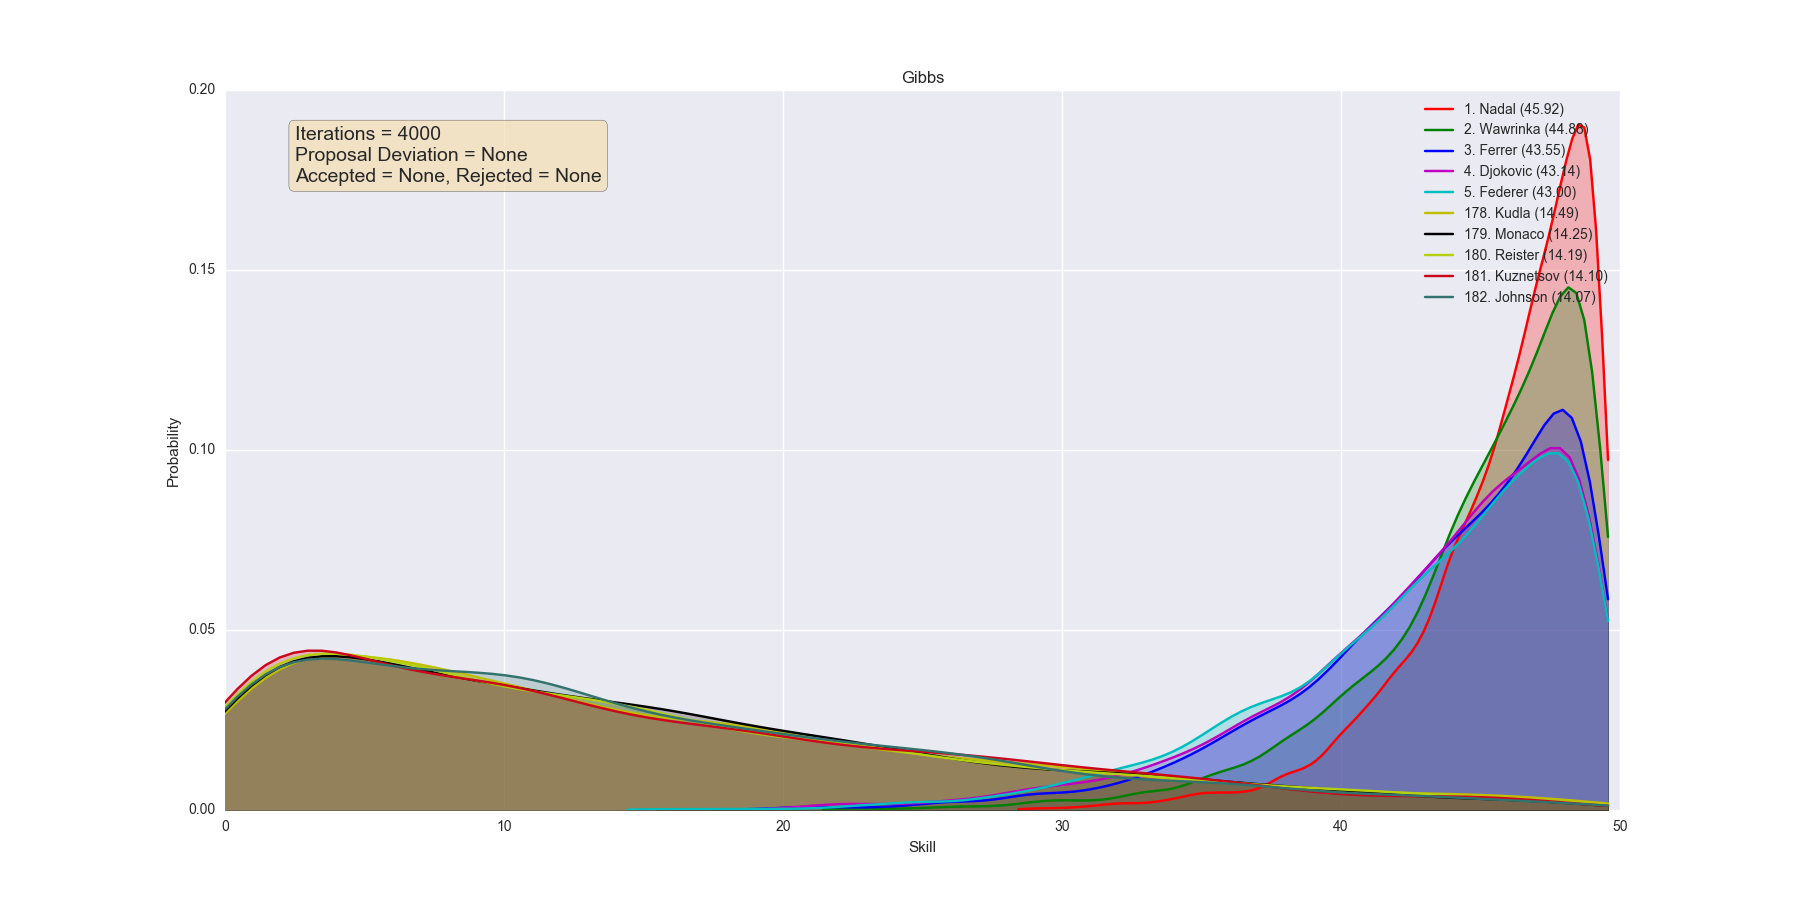 Gibbs
0.20
0.15
0.10
0.05
0.00
Probability
Iterations = 4000
Proposal Deviation = None
Accepted = None, Rejected = None
1. Nadal (45.92)
2. Wawrinka (44.86)
3. Ferrer (43.55)
4. Djokovic (43.14)
5. Federer (43.00)
178. Kudla (14.49)
179. Monaco (14.25)
180. Reister (14.19)
181. Kuznetsov (14.10)
182. Johnson (14.07)
0 10 20 30 40 50
Skill